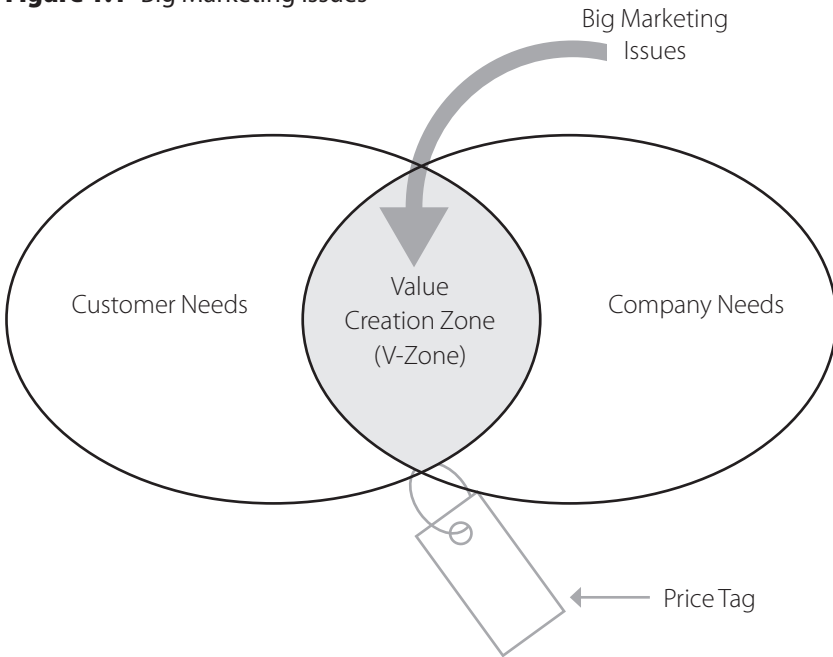 Big Marketing
Issues
Customer Needs
Value
Creation Zone
(V-Zone)
Company Needs
Price Tag